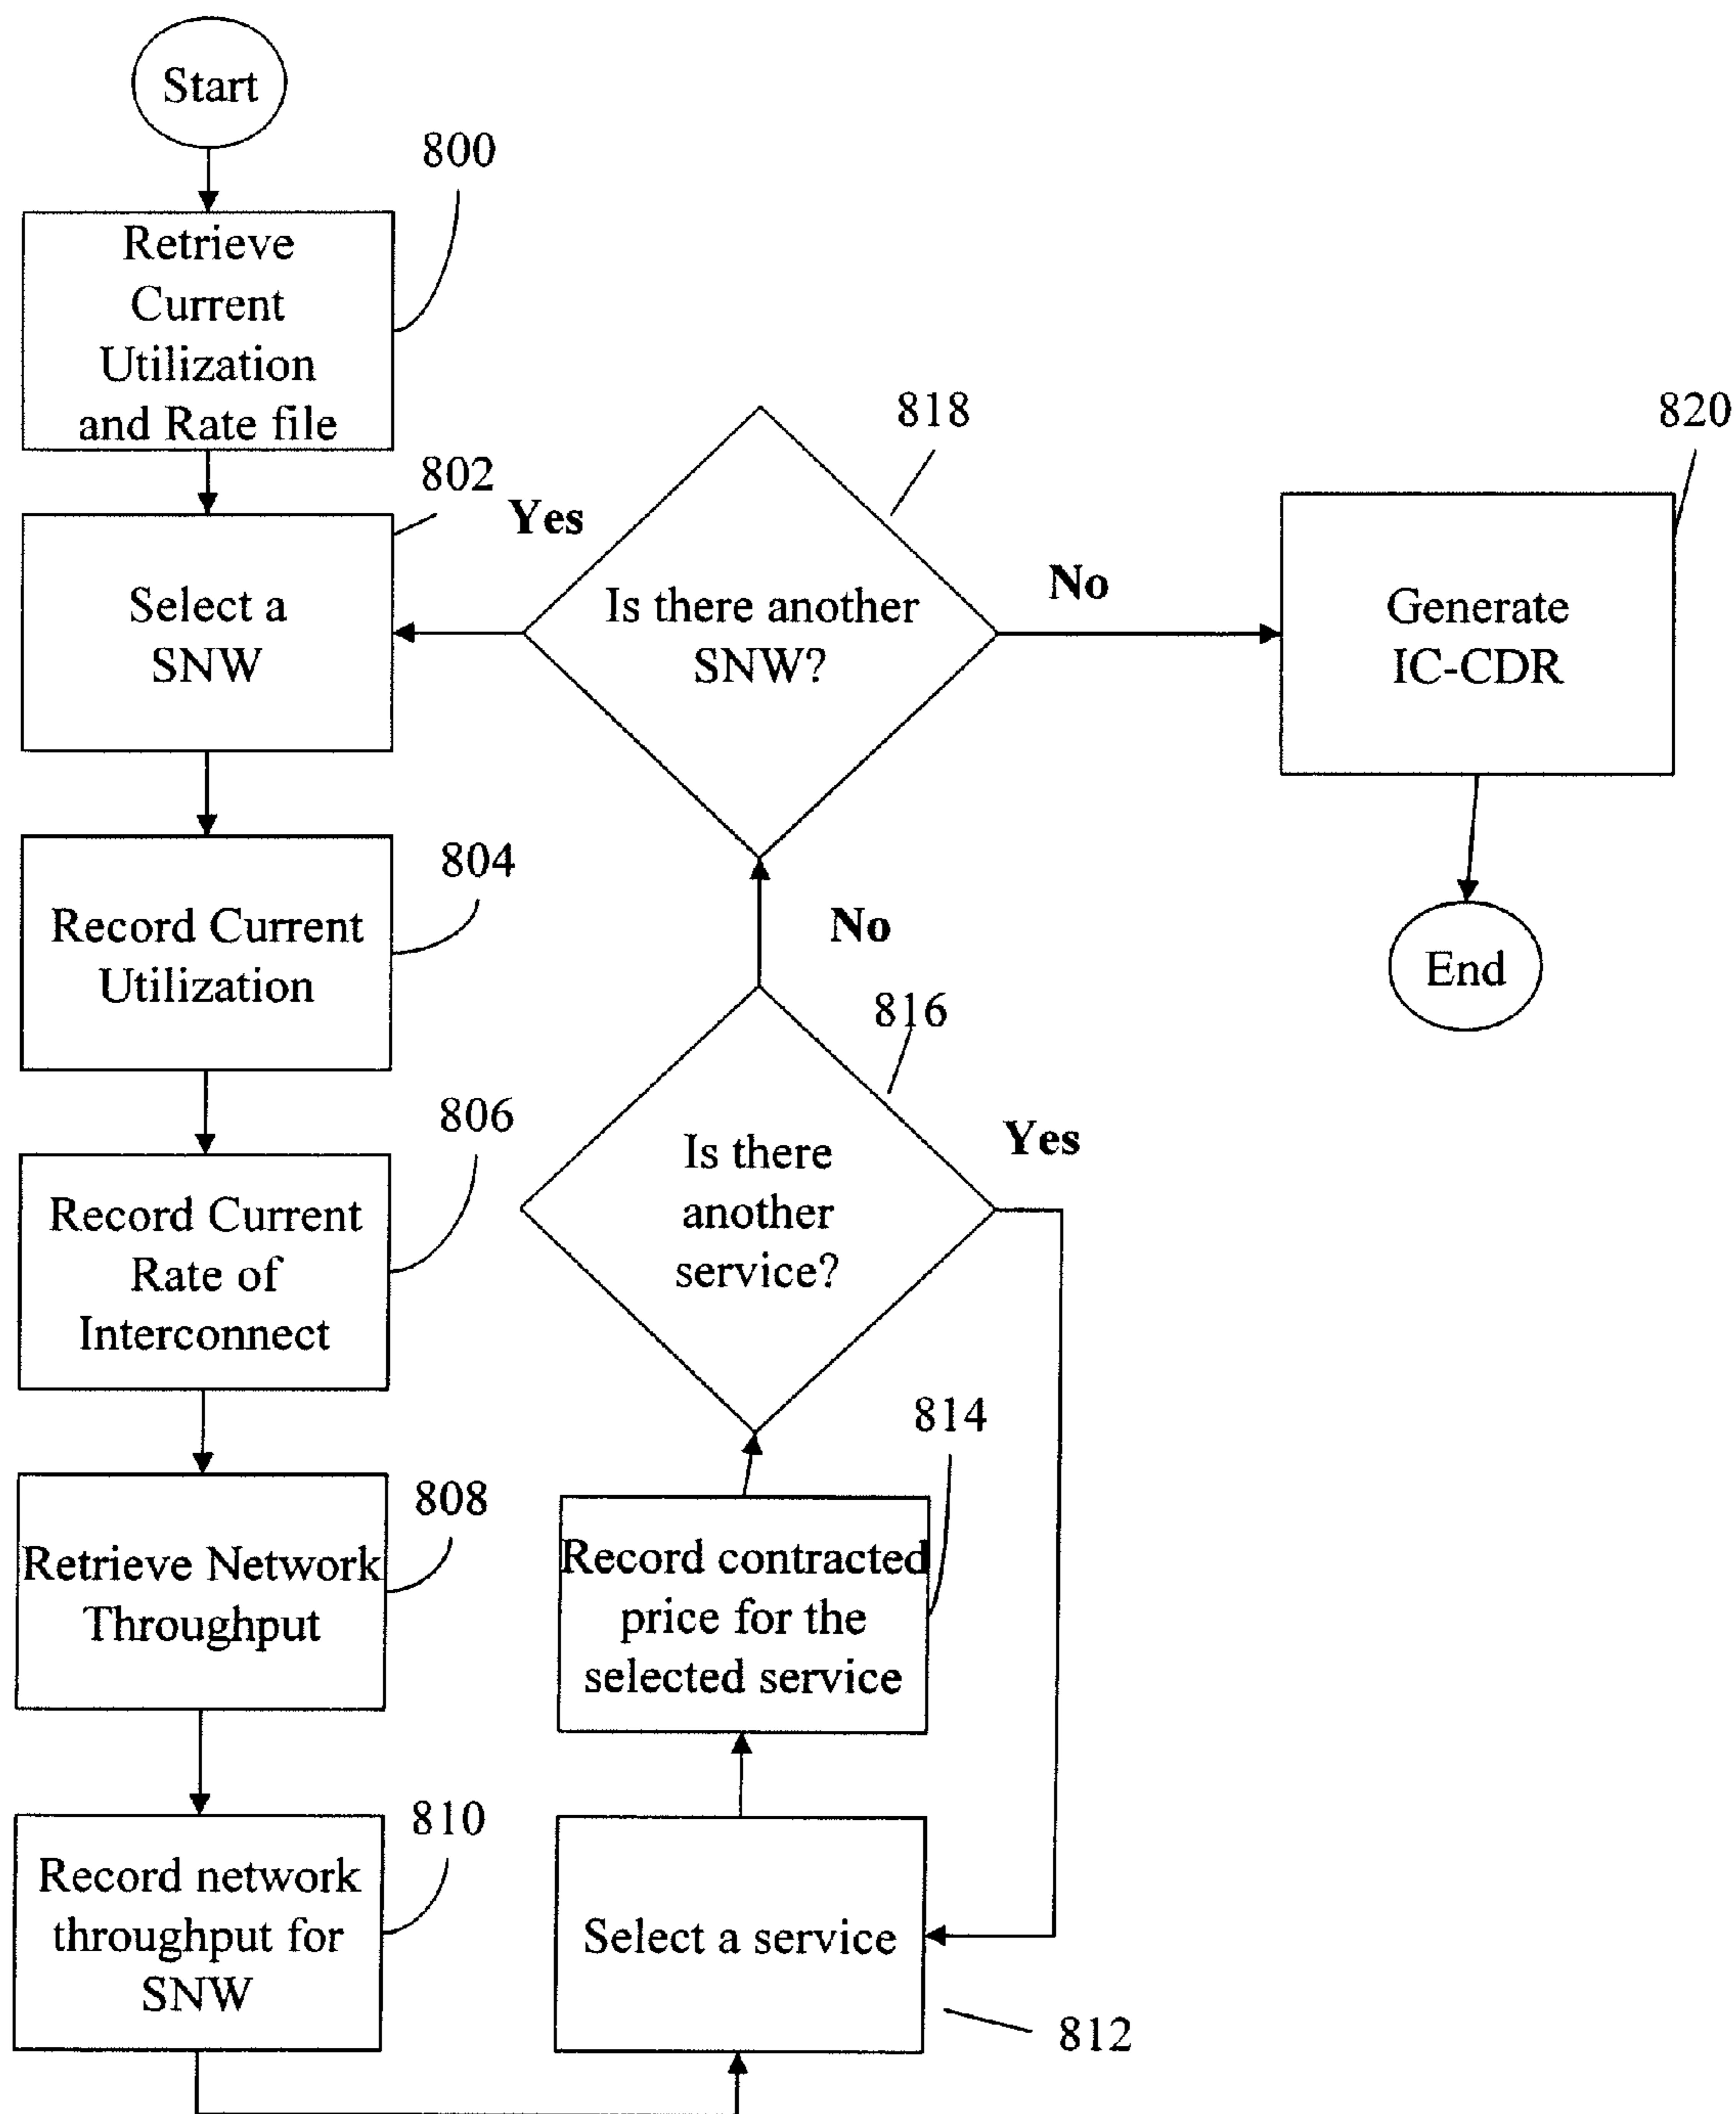 Start
800
Retrieve
Current
Utilization
and Rate file
802
Select a
SNW
804
Record Current
Utilization
806
Record Current
Rate of
Interconnect
808
Retrieve Network
Throughput
810
Record network
throughput for
SNW
812
Select a service
814
Record contracted
price for the
selected service
816
Is there
another
service?
Yes
No
818
Is there another
SNW?
Yes
No
820
Generate
IC-CDR
End